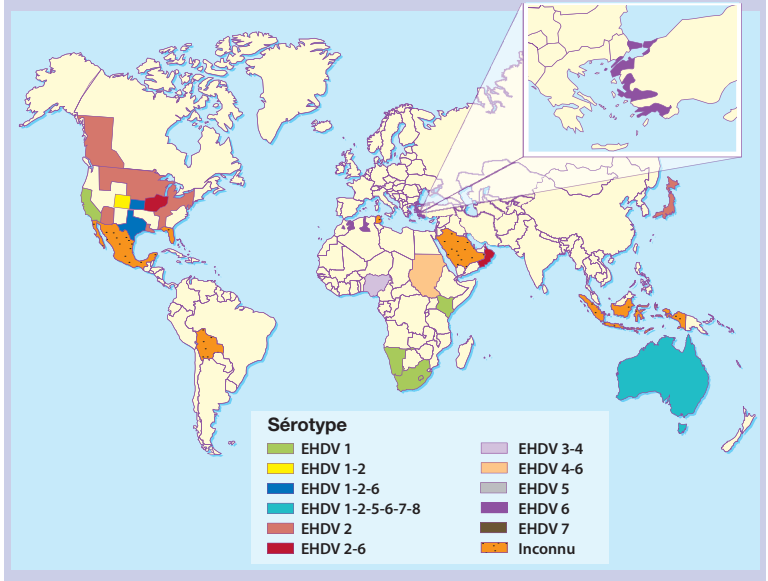 Sérotype
EHDV 1
EHDV 1-2
EHDV 1-2-6
EHDV 1-2-5-6-7-8
EHDV 2
EHDV 2-6
EHDV 3-4
EHDV 4-6
EHDV 5
EHDV 6
EHDV 7
Inconnu